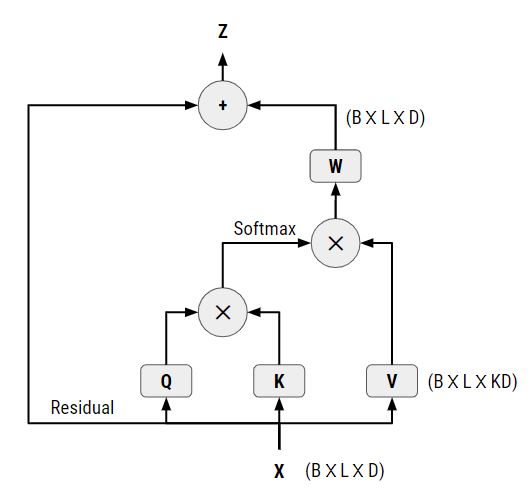 Z
+
(B X L X D)
W
Softmax
×
×
Q
K
V
(B X L X KD)
Residual
X
(B X L X D)